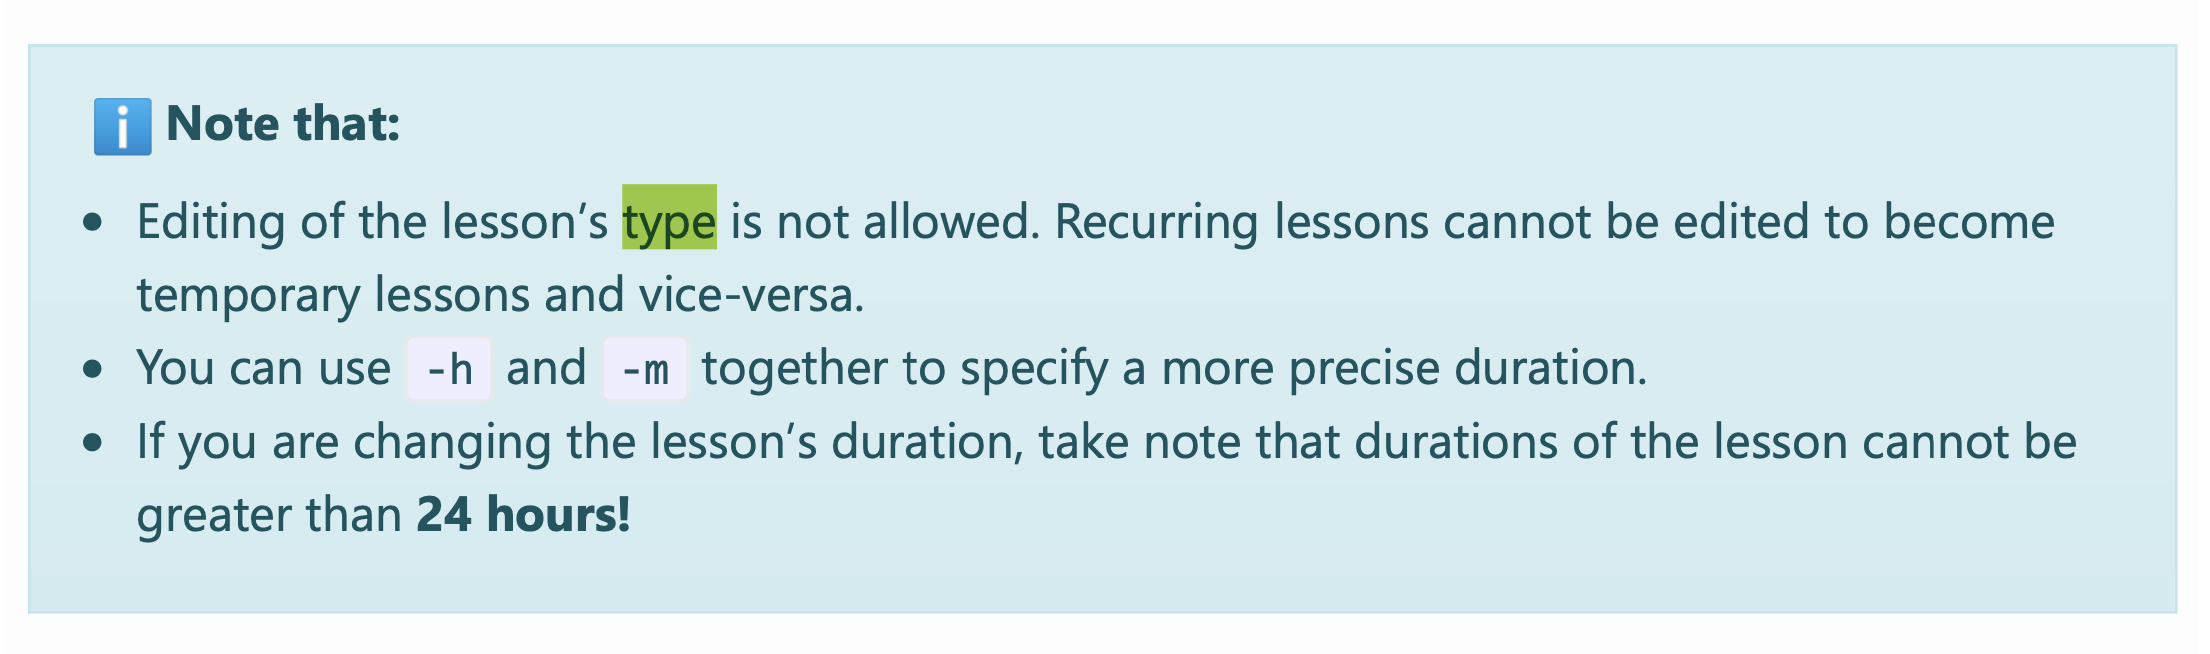 ℹ️ Note that:
• Editing of the lesson’s type is not allowed. Recurring lessons cannot be edited to become
temporary lessons and vice-versa.
• You can use -h and -m together to specify a more precise duration.
• If you are changing the lesson’s duration, take note that durations of the lesson cannot be
greater than 24 hours!